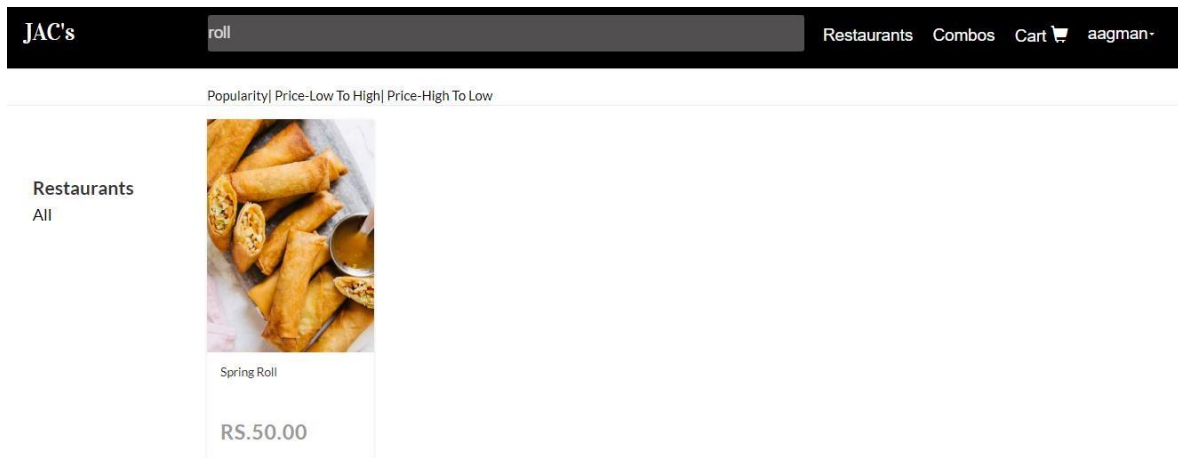 JAC's
roll
Restaurants Combos Cart aagman
Popularity| Price-Low To High| Price-High To Low
Restaurants
All
Spring Roll
RS.50.00